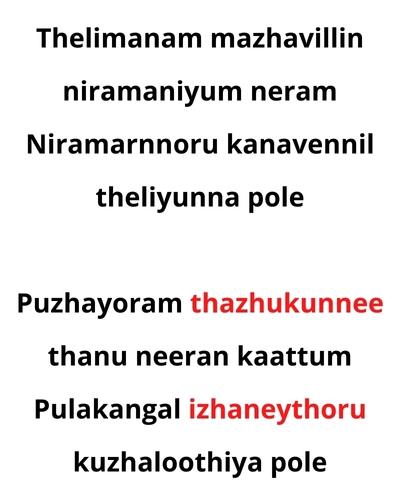 Thelimanam mazhavillin
niramaniyum neram
Niramarnnoru kanavennil
theliyunna pole
Puzhayoram thazhukunnee
thanu neeran kaattum
Pulakangal izhaneythoru
kuzhaloothiya pole